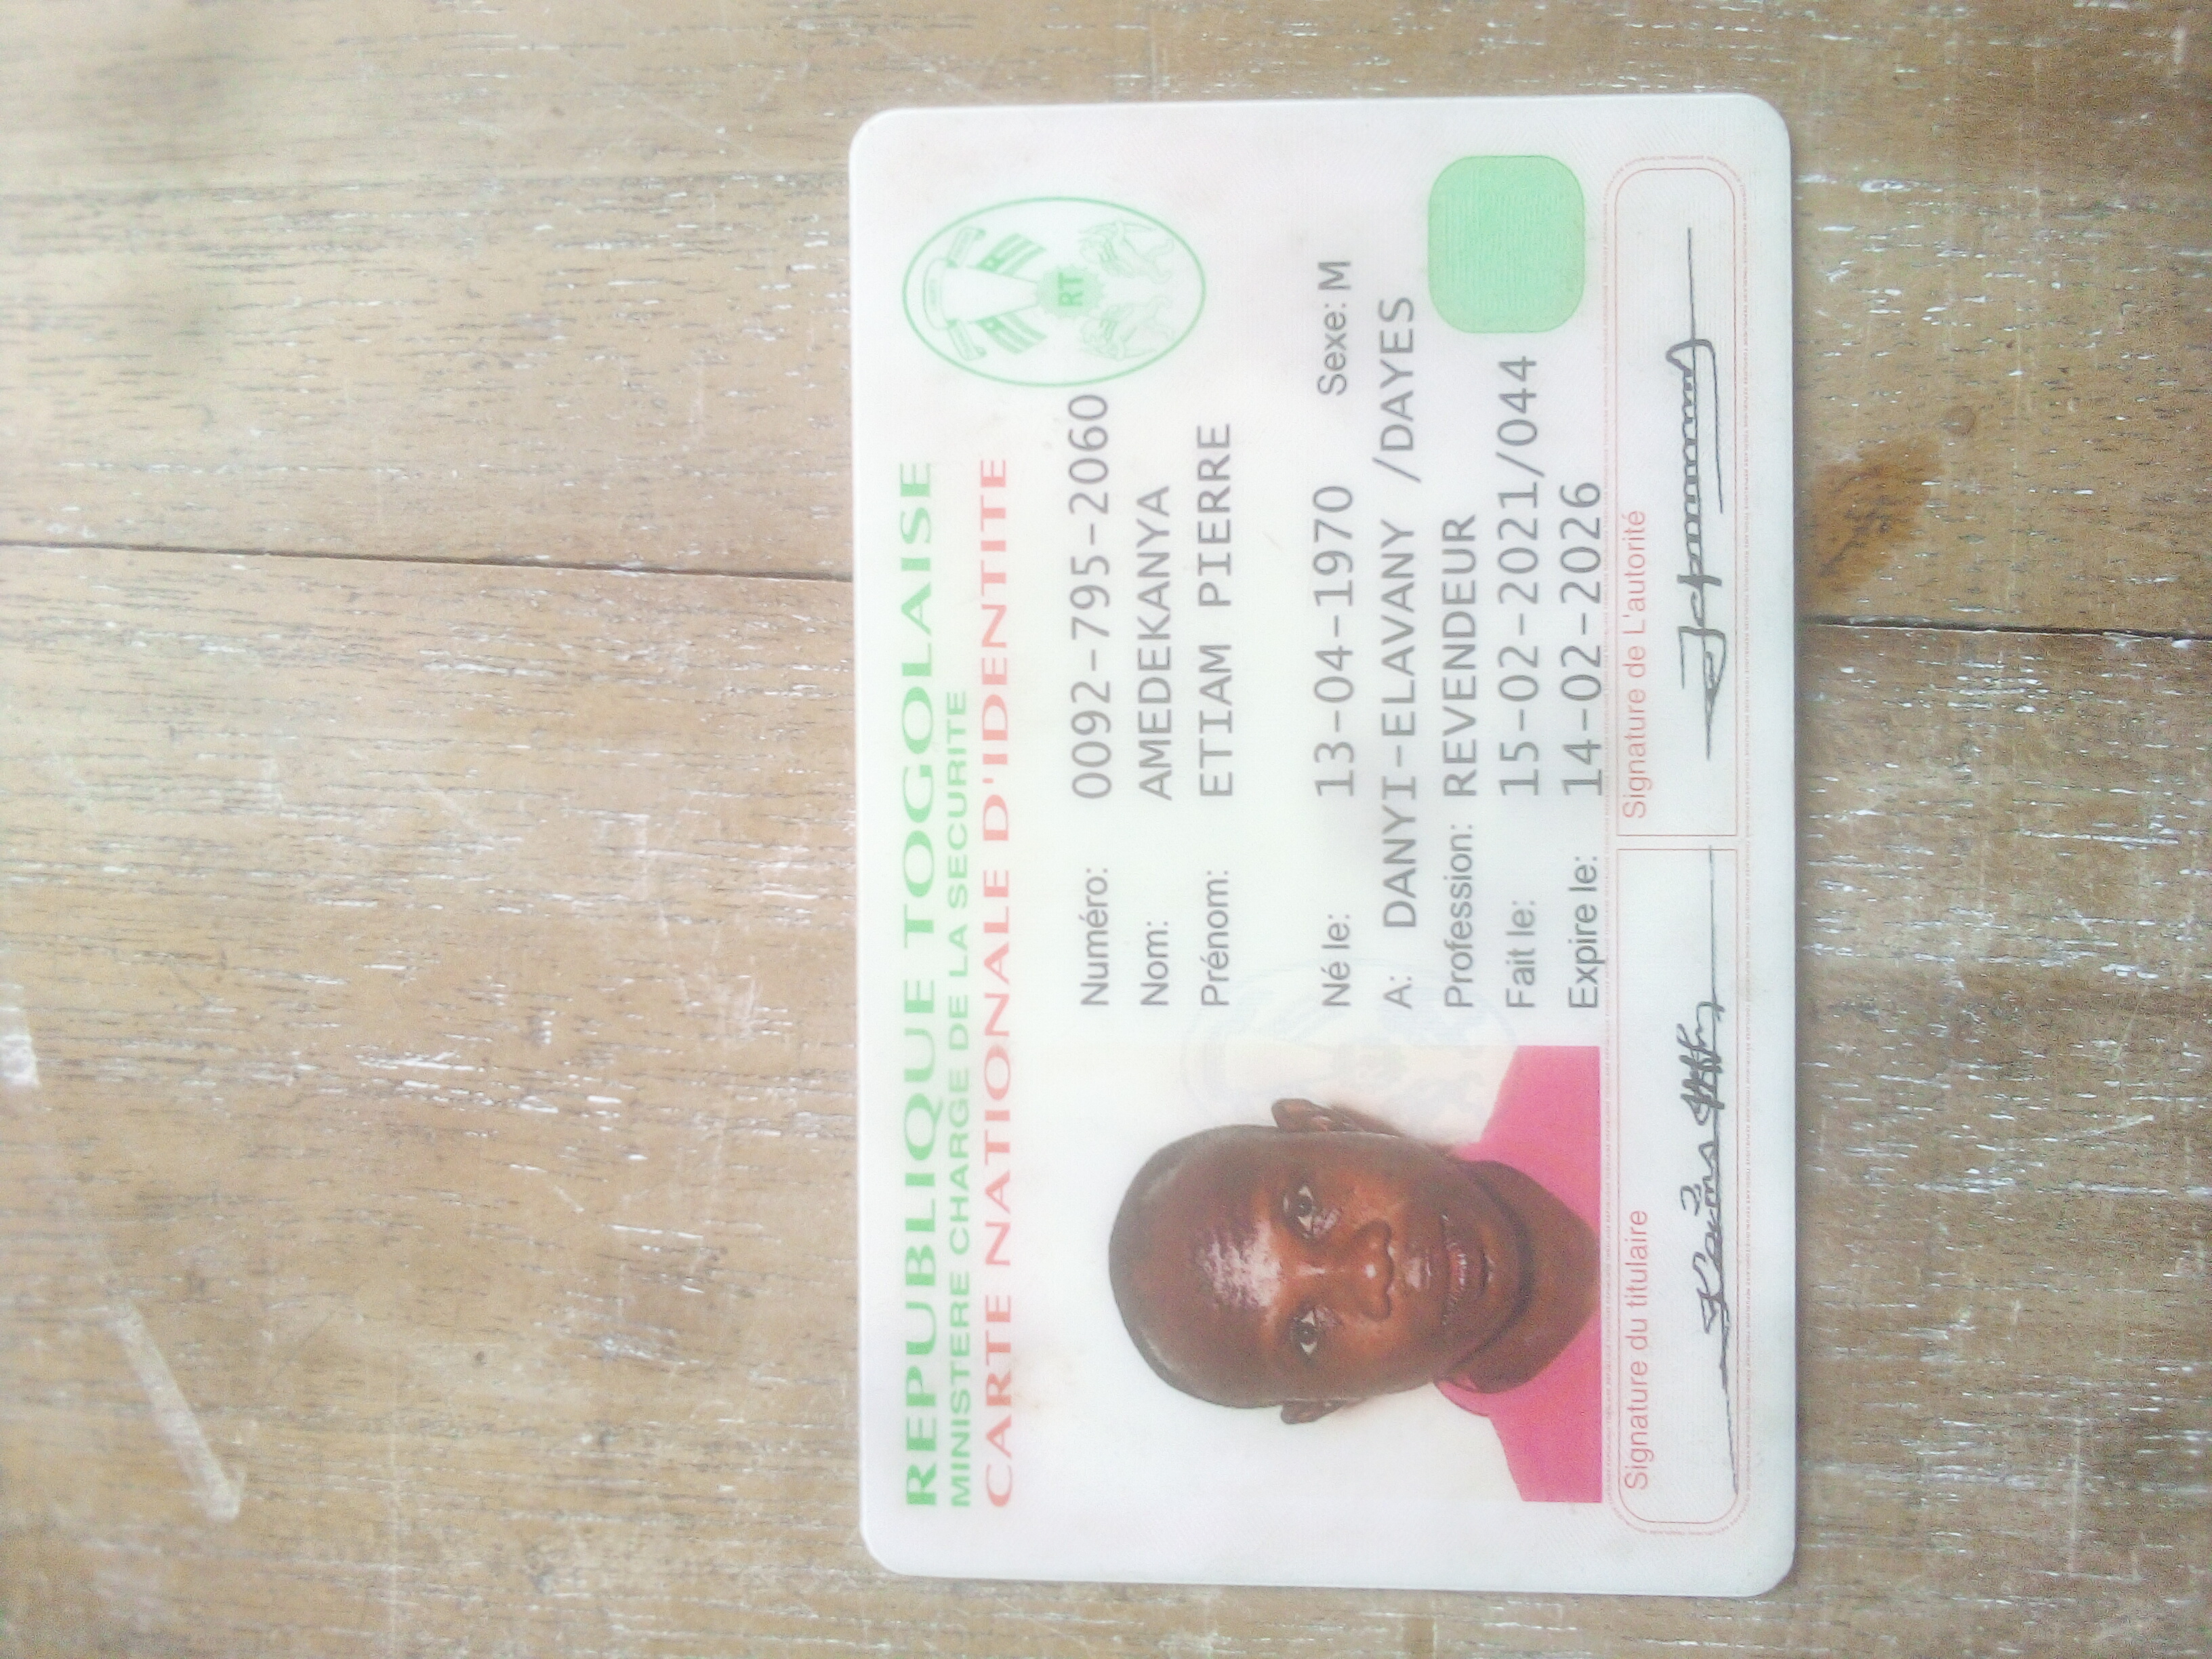 REPUBLIQUE TOGOLAISE
MINISTERE CHARGE DE LA SECURITE
CARTE NATIONALE D'IDENTITE
RT
Numéro: 0092-795-2060
Nom: AMEDEKANYA
Prénom: ETIAM PIERRE
Né le: 13-04-1970 Sexe: M
A: DANYI-ELAVANY /DAYES
Profession: REVENDEUR
Fait le: 15-02-2021/044
Expire le: 14-02-2026
Signature du titulaire Signature de L'autorité